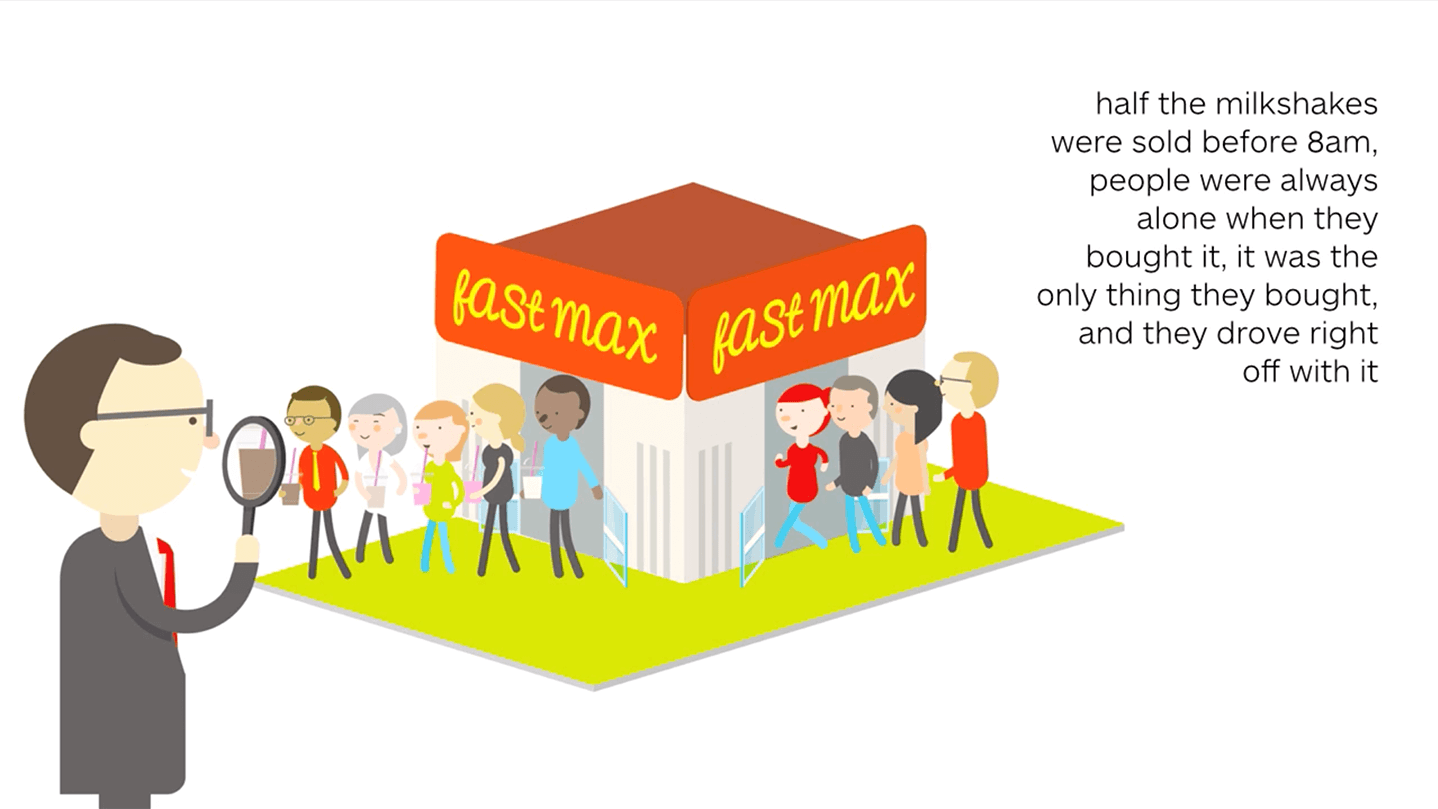 half the milkshakes
were sold before 8am,
people were always
alone when they
bought it, it was the
only thing they bought,
and they drove right
off with it
fast max
fast max